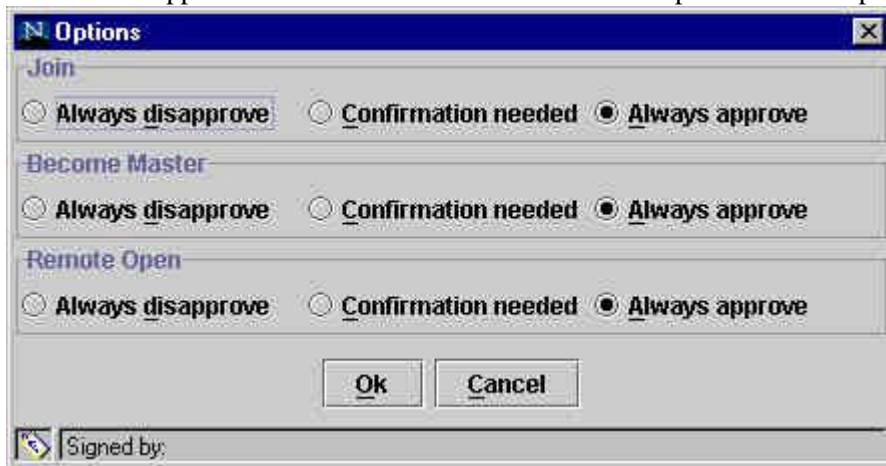 N Options
Join
Always disapprove Confirmation needed Always approve
Become Master
Always disapprove Confirmation needed Always approve
Remote Open
Always disapprove Confirmation needed Always approve
Ok Cancel
Signed by: